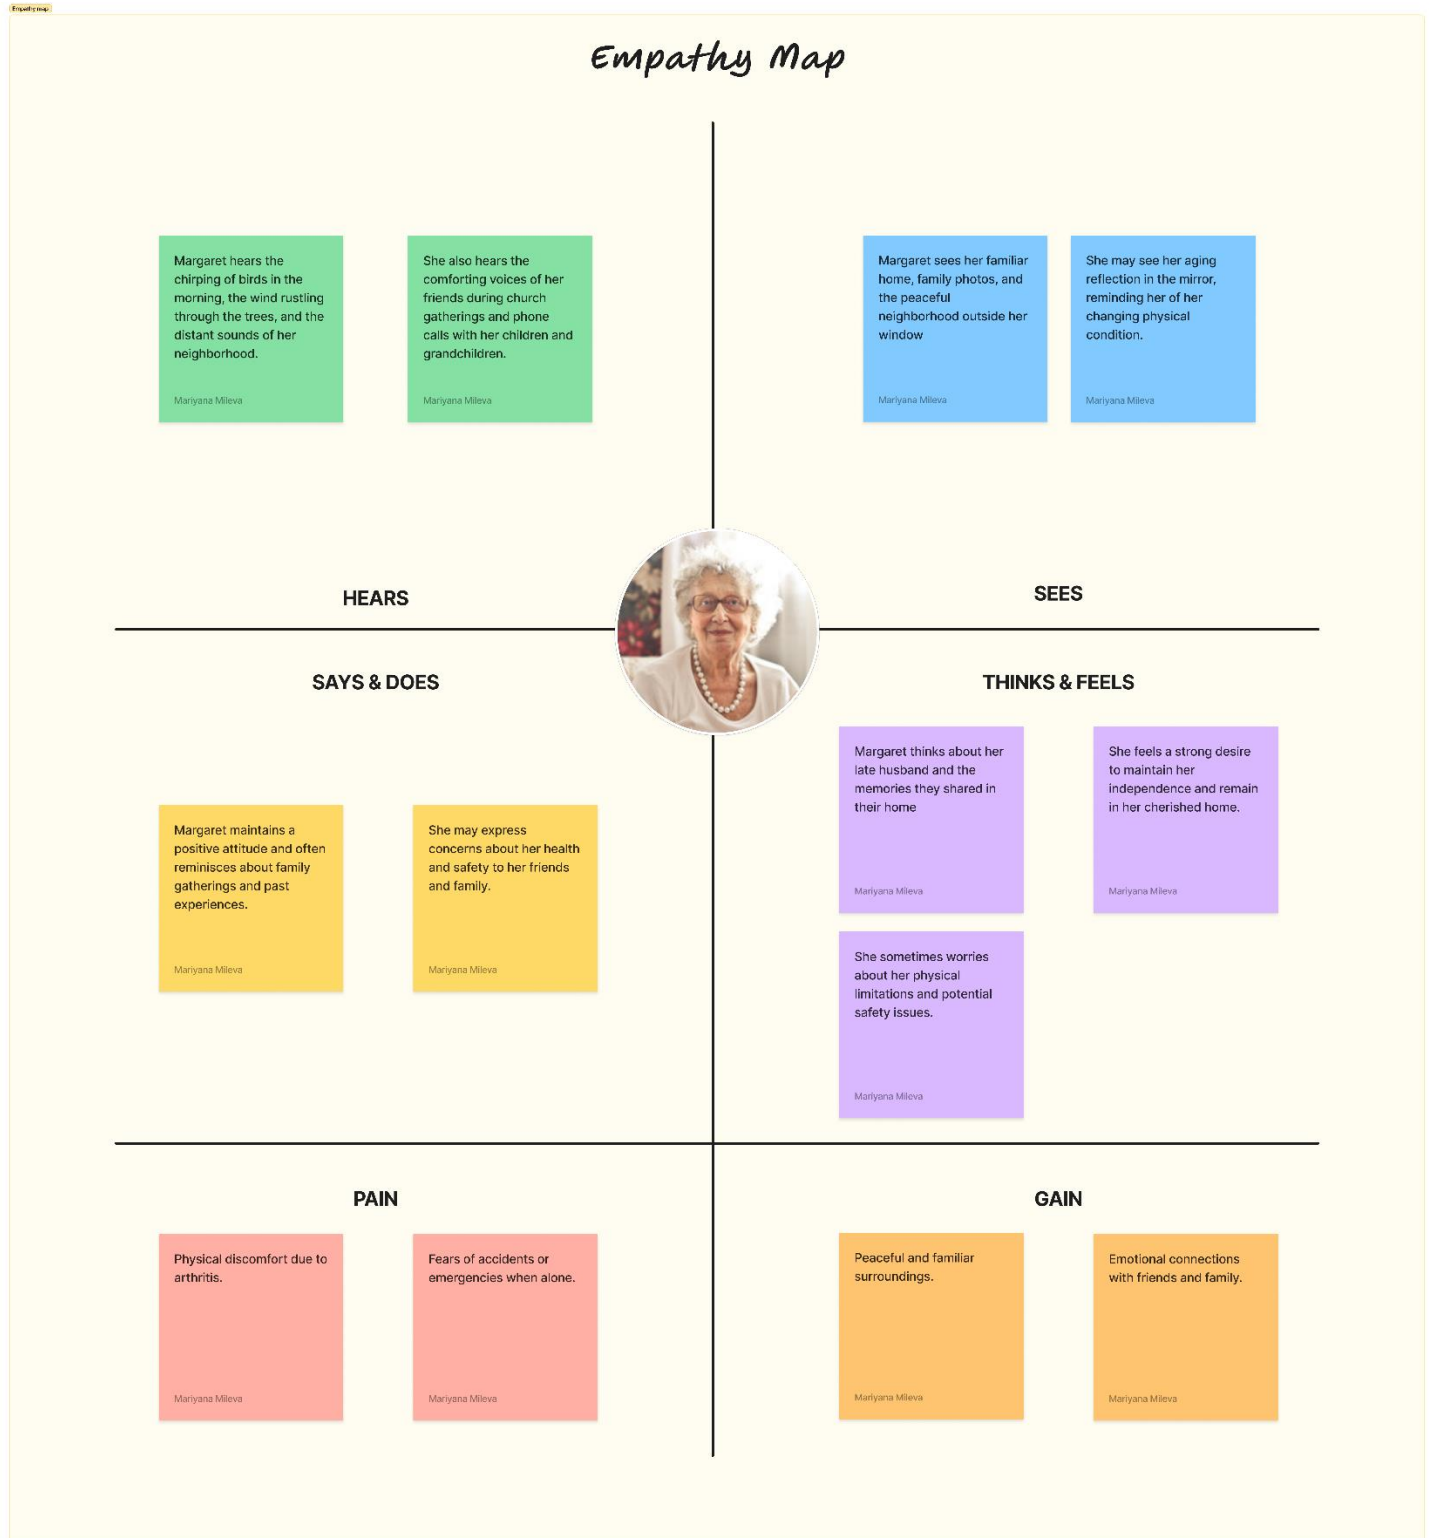 Empathy map
Empathy Map
Margaret hears the
chirping of birds in the
morning, the wind rustling
through the trees, and the
distant sounds of her
neighborhood.
Mariyana Mileva
She also hears the
comforting voices of her
friends during church
gatherings and phone
calls with her children and
grandchildren.
Mariyana Mileva
Margaret sees her familiar
home, family photos, and
the peaceful
neighborhood outside her
window
Mariyana Mileva
She may see her aging
reflection in the mirror,
reminding her of her
changing physical
condition.
Mariyana Mileva
HEARS
SEES
SAYS & DOES
THINKS & FEELS
Margaret maintains a
positive attitude and often
reminisces about family
gatherings and past
experiences.
Mariyana Mileva
She may express
concerns about her health
and safety to her friends
and family.
Mariyana Mileva
Margaret thinks about her
late husband and the
memories they shared in
their home
Mariyana Mileva
She feels a strong desire
to maintain her
independence and remain
in her cherished home.
Mariyana Mileva
She sometimes worries
about her physical
limitations and potential
safety issues.
Mariyana Mileva
PAIN
GAIN
Physical discomfort due to
arthritis.
Mariyana Mileva
Fears of accidents or
emergencies when alone.
Mariyana Mileva
Peaceful and familiar
surroundings.
Mariyana Mileva
Emotional connections
with friends and family.
Mariyana Mileva